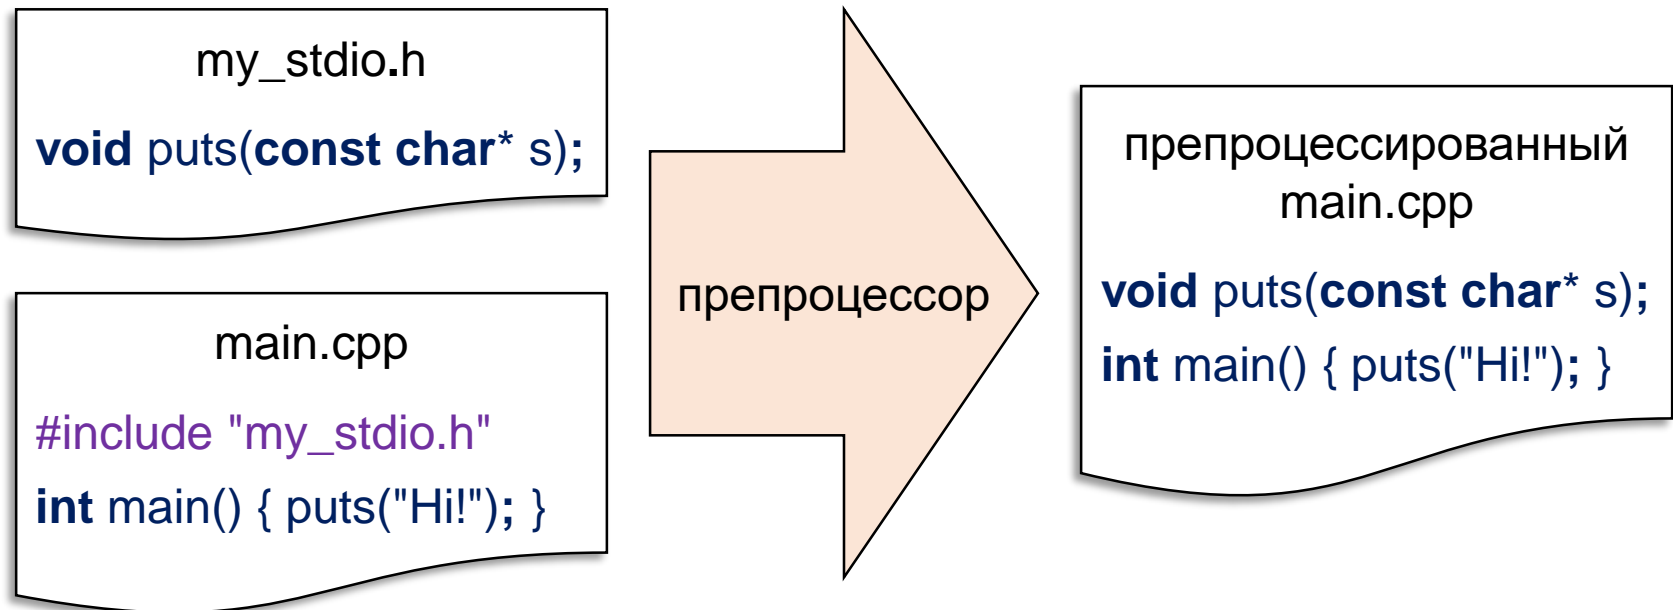 my_stdio.h
void puts(const char* s);
main.cpp
#include "my_stdio.h"
int main() { puts("Hi!"); }
препроцессор
препроцессированный
main.cpp
void puts(const char* s);
int main() { puts("Hi!"); }